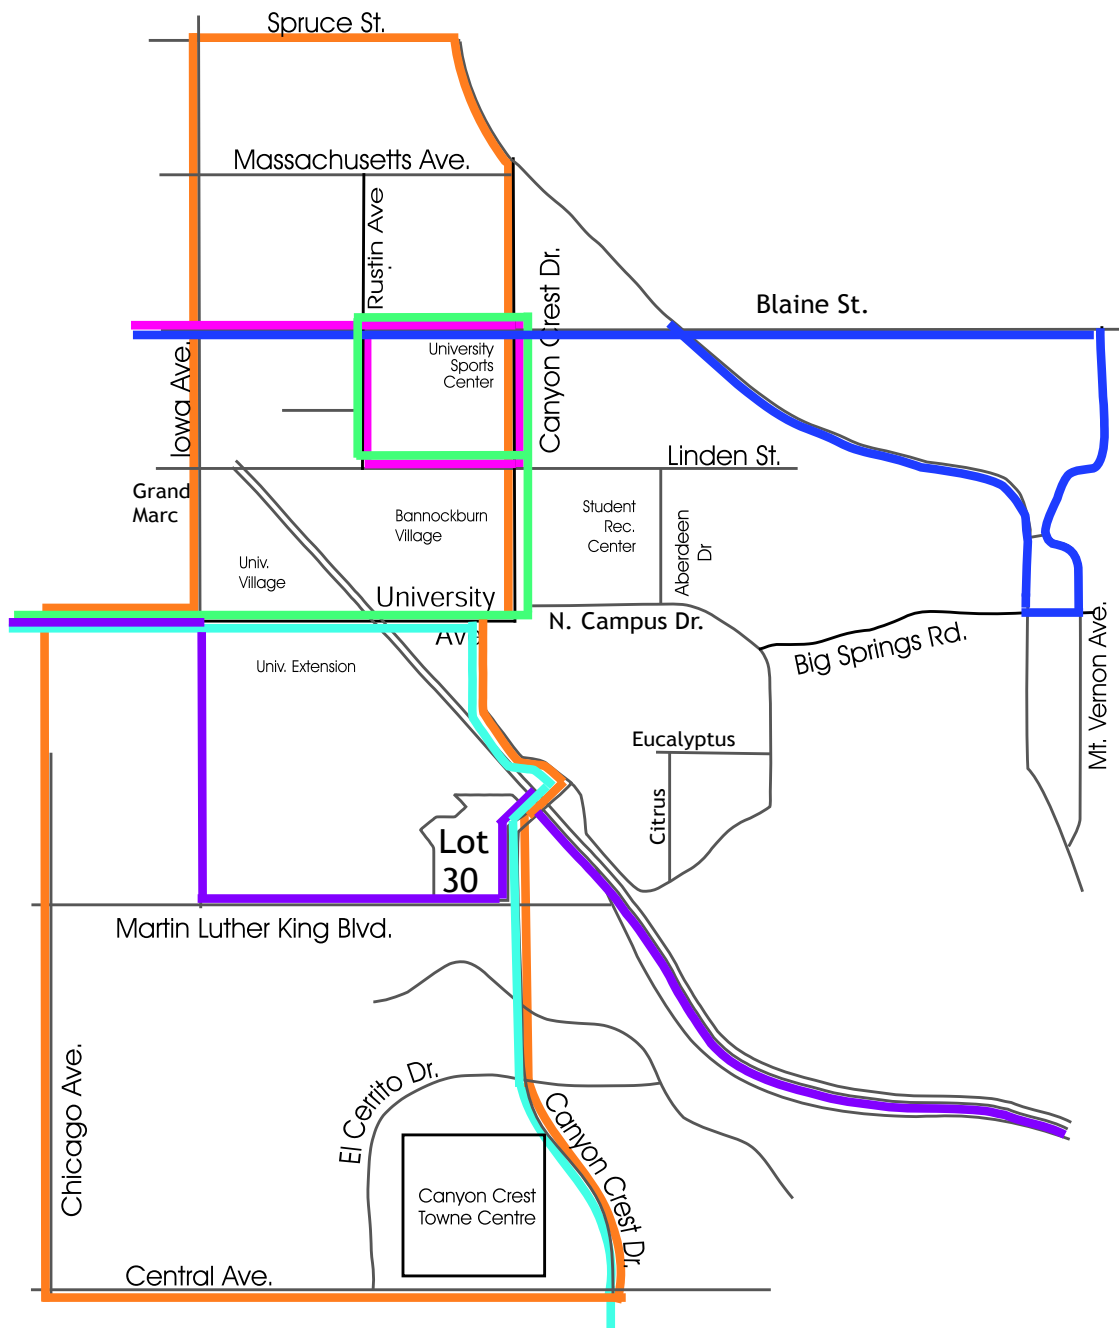 Spruce St.
Massachusetts Ave.
Rustin Ave.
Canyon Crest Dr.
Blaine St.
Iowa Ave.
University
Sports
Center
Linden St.
Grand
Marc
Bannockburn
Village
Student
Rec.
Center
Aberdeen
Dr
Univ.
Village
University
Ave.
N. Campus Dr.
Big Springs Rd.
Mt. Vernon Ave.
Univ. Extension
Eucalyptus
Citrus
Lot
30
Martin Luther King Blvd.
Chicago Ave.
El Cerrito Dr.
Canyon Crest Dr.
Canyon Crest
Towne Centre
Central Ave.